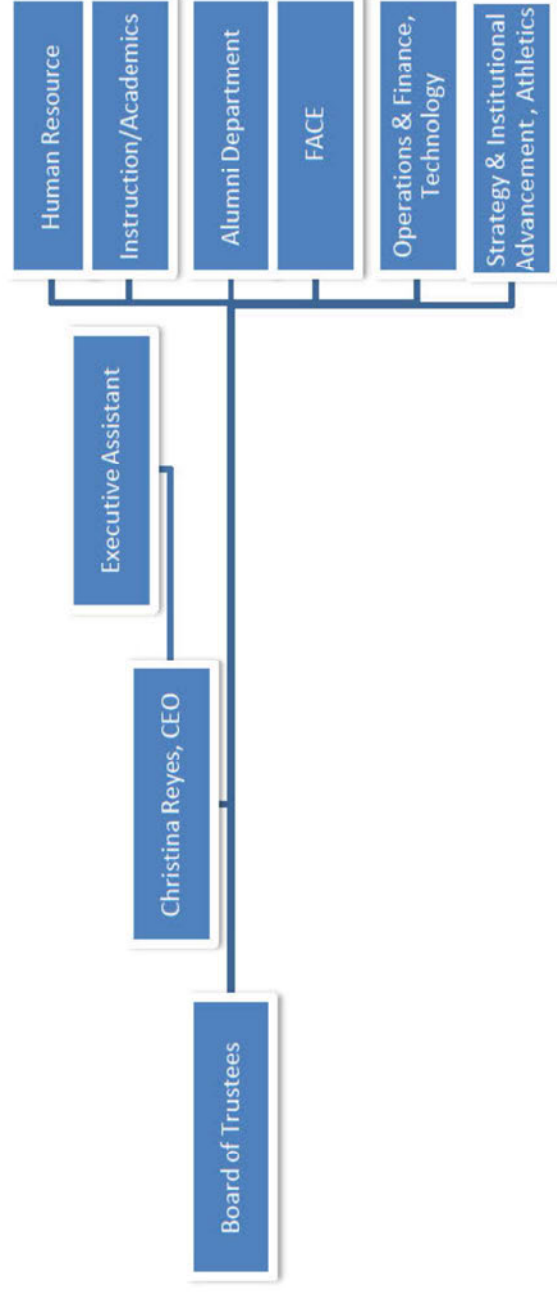 Board of Trustees
Christina Reyes, CEO
Executive Assistant
Human Resource
Instruction/Academics
Alumni Department
FACE
Operations & Finance,
Technology
Strategy & Institutional
Advancement , Athletics